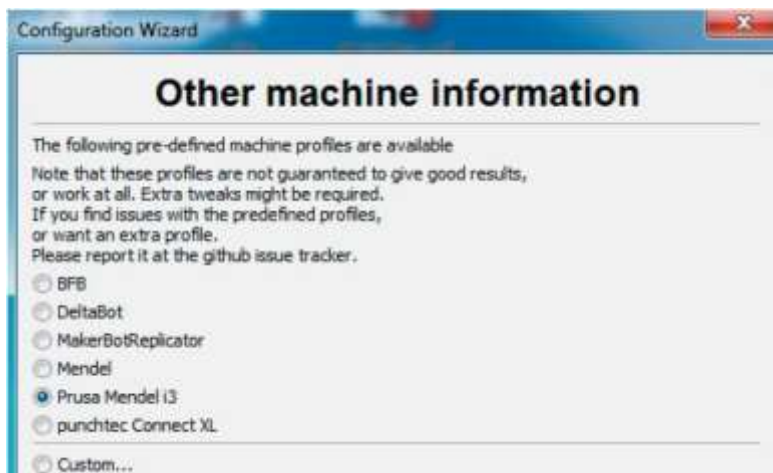 Configuration Wizard
Other machine information
The following pre-defined machine profiles are available
Note that these profiles are not guaranteed to give good results,
or work at all. Extra tweaks might be required.
If you find issues with the predefined profiles,
or want an extra profile.
Please report it at the github issue tracker.
BFB
DeltaBot
MakerBotReplicator
Mendel
Prusa Mendel i3
punchtec Connect XL
Custom...